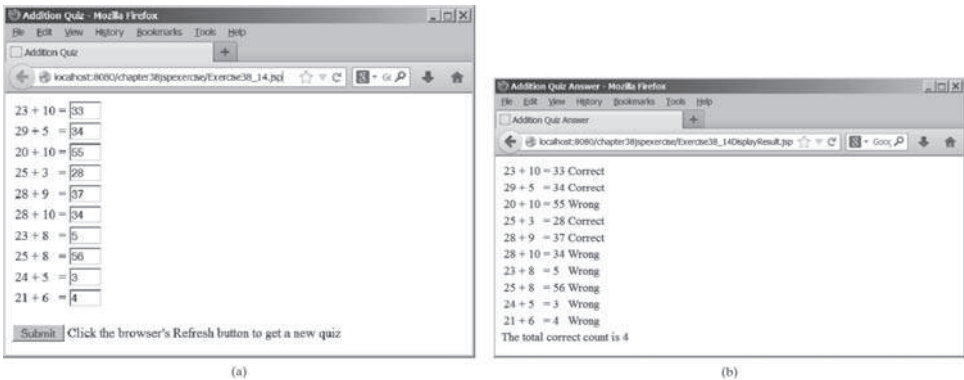 Addition Quiz - Mozilla Firefox
File Edit View History Bookmarks Tools Help
Addition Quiz
localhost:8080/chapter38jspexercise/Exercise38_14.jsp
23 + 10 = 33
29 + 5 = 34
20 + 10 = 55
25 + 3 = 28
28 + 9 = 37
28 + 10 = 34
23 + 8 = 5
25 + 8 = 56
24 + 5 = 3
21 + 6 = 4
Submit Click the browser's Refresh button to get a new quiz
(a)
Addition Quiz Answer - Mozilla Firefox
File Edit View History Bookmarks Tools Help
Addition Quiz Answer
localhost:8080/chapter38jspexercise/Exercise38_14DisplayResult.jsp Goog
23 + 10 = 33 Correct
29 + 5 = 34 Correct
20 + 10 = 55 Wrong
25 + 3 = 28 Correct
28 + 9 = 37 Correct
28 + 10 = 34 Wrong
23 + 8 = 5 Wrong
25 + 8 = 56 Wrong
24 + 5 = 3 Wrong
21 + 6 = 4 Wrong
The total correct count is 4
(b)